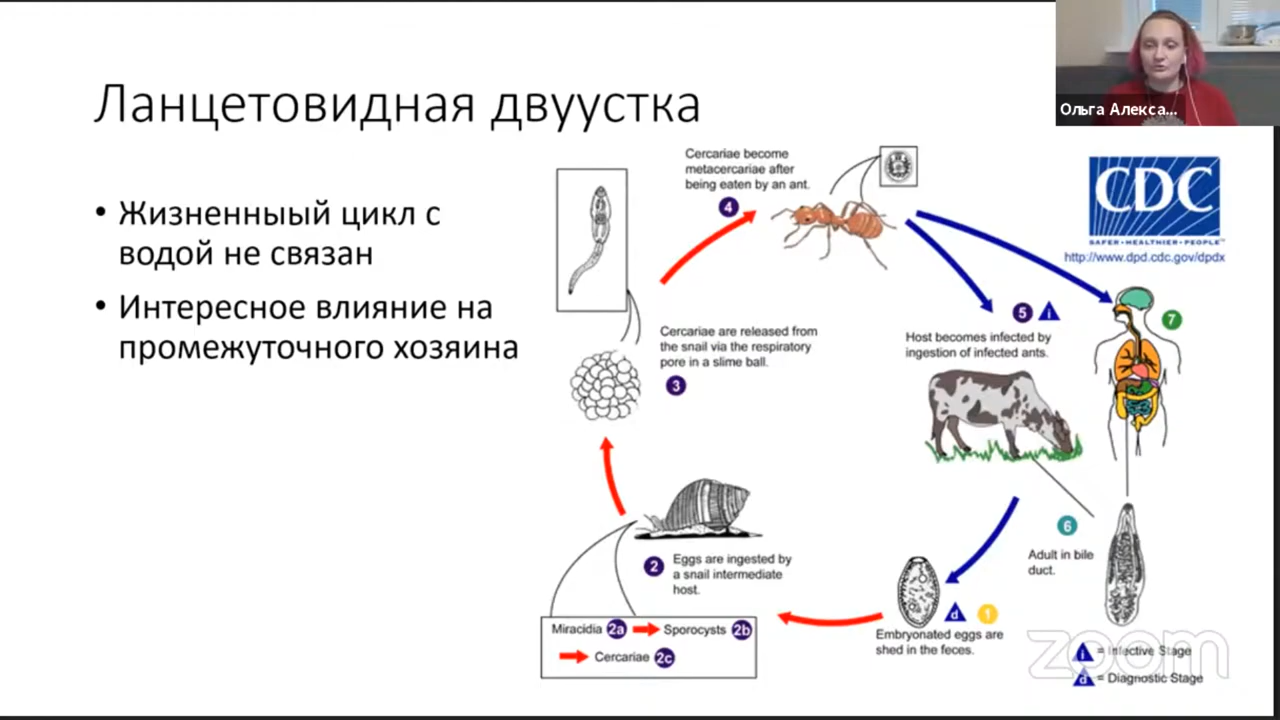 Ольга Алекса...
Ланцетовидная двуустка
• Жизненныый цикл с
водой не связан
• Интересное влияние на
промежуточного хозяина
Cercariae become
metacercariae after
being eaten by an ant.
4
CDC
SAFER • HEALTHIER • PEOPLE™
http://www.dpd.cdc.gov/dpdx
5 i
Host becomes infected by
ingestion of infected ants.
7
Cercariae are released from
the snail via the respiratory
pore in a slime ball.
3
6
Adult in bile
duct.
2
Eggs are ingested by
a snail intermediate
host.
d 1
Embryonated eggs are
shed in the feces.
Miracidia 2a Sporocysts 2b
Cercariae 2c
zoom
i = Infective Stage
d = Diagnostic Stage